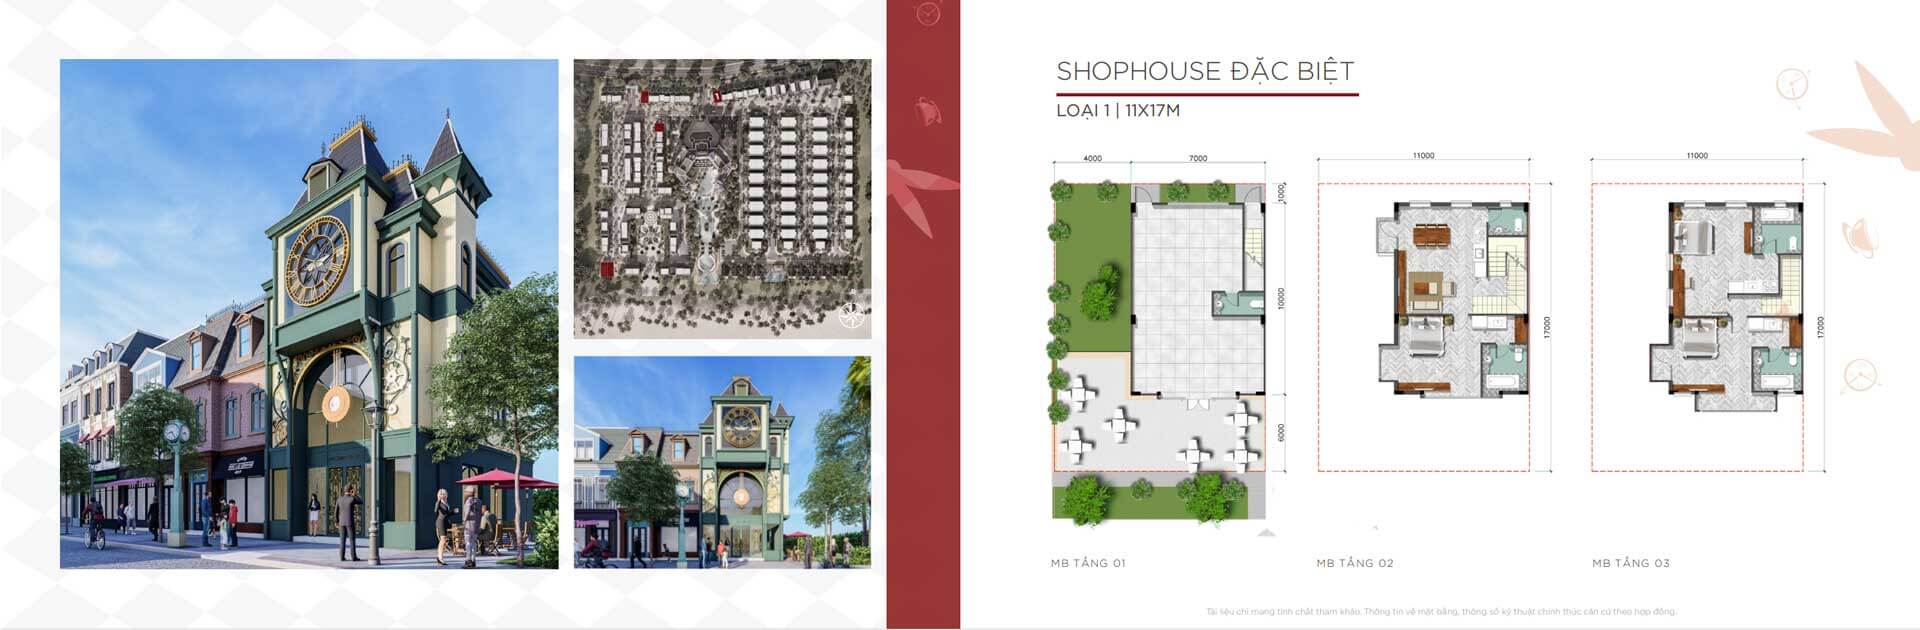 SHOPHOUSE ĐẶC BIỆT
LOẠI 1 | 11X17M
4000 7000
1000
10000
6000
11000
17000
11000
17000
MB TẦNG 01
MB TẦNG 02
MB TẦNG 03
Tài liệu chỉ mang tính chất tham khảo. Thông tin về mặt bằng, thông số kỹ thuật chính thức căn cứ theo hợp đồng.